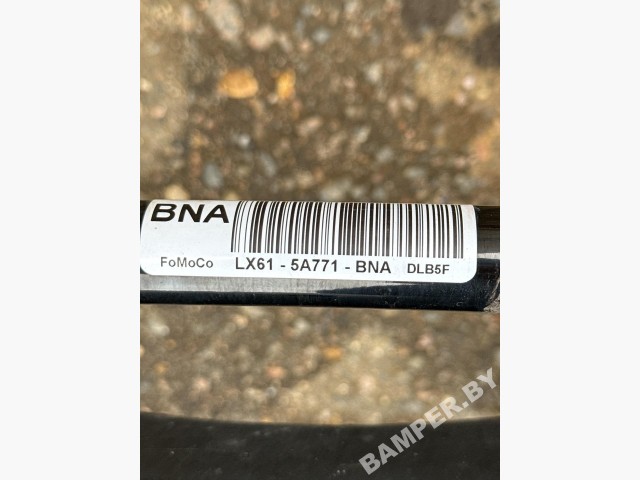 BNA
FoMoCo LX61 - 5A771 - BNA DLB5F
BAMPER.BY